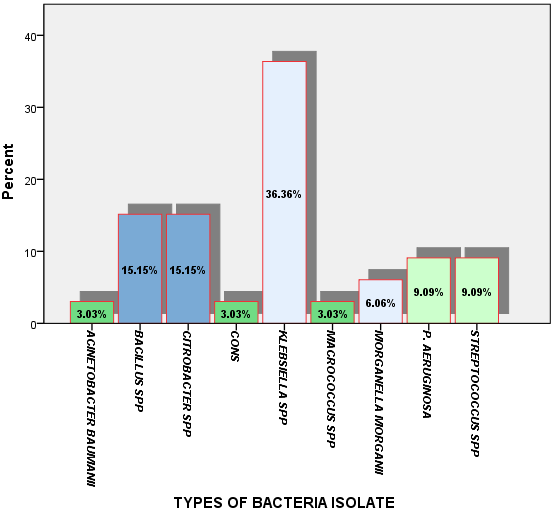 Percent
40
30
20
10
0
3.03%
15.15%
15.15%
3.03%
36.36%
3.03%
6.06%
9.09%
9.09%
ACINETOBACTER BAUMANII
BACILLUS SPP
CITROBACTER SPP
CONS
KLEBSIELLA SPP
MACROCOCCUS SPP
MORGANELLA MORGANII
P. AERUGINOSA
STREPTOCOCCUS SPP
TYPES OF BACTERIA ISOLATE